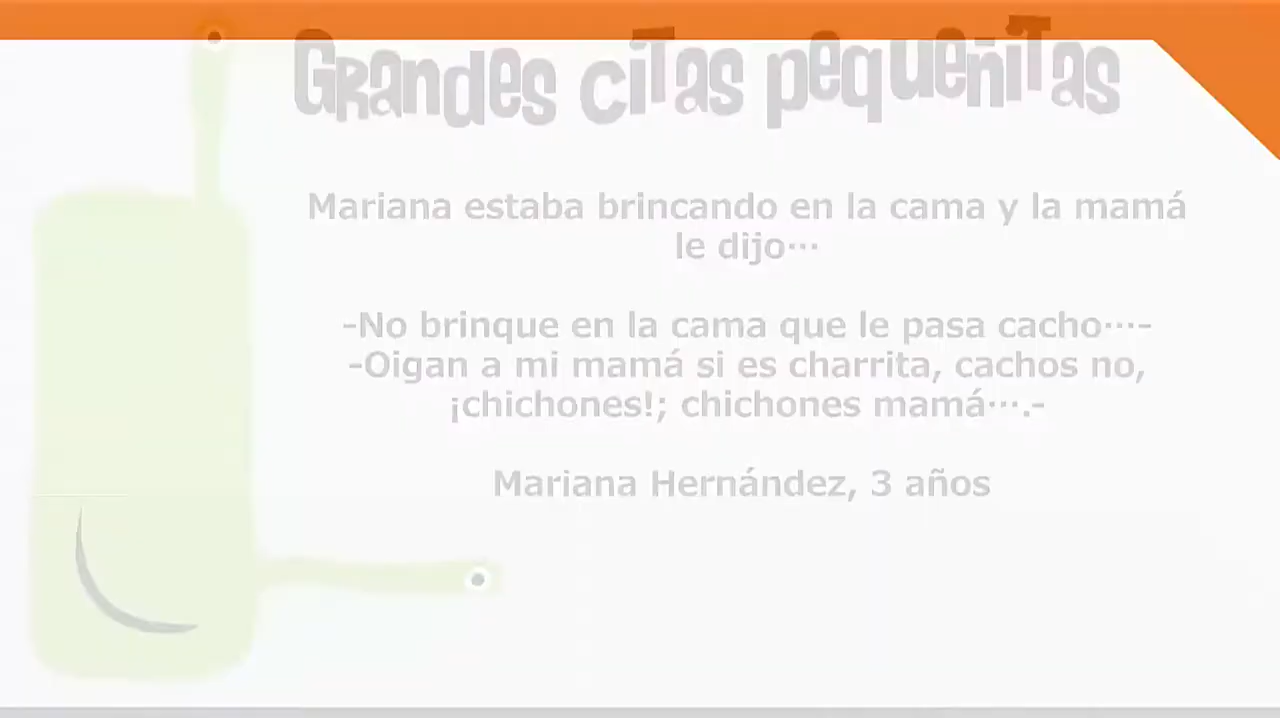 Grandes citas pequeñitas
Mariana estaba brincando en la cama y la mamá
le dijo…
-No brinque en la cama que le pasa cacho…-
-Oigan a mi mamá si es charrita, cachos no,
¡chichones!; chichones mamá….-
Mariana Hernández, 3 años